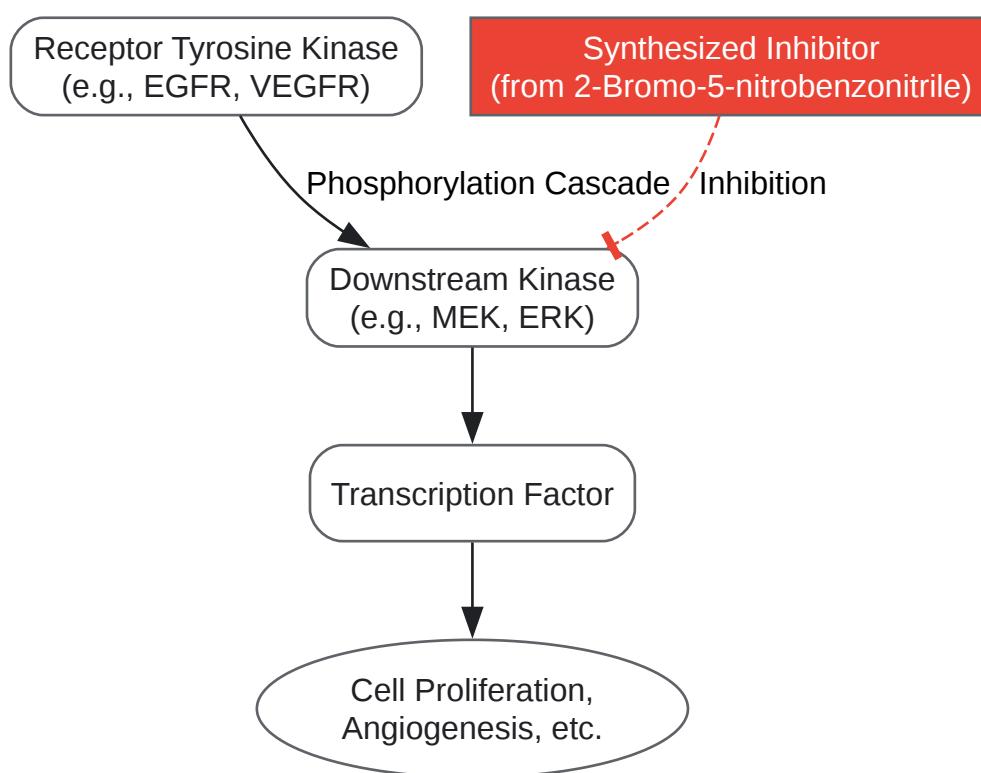 Receptor Tyrosine Kinase
(e.g., EGFR, VEGFR)
Synthesized Inhibitor
(from 2-Bromo-5-nitrobenzonitrile)
Phosphorylation Cascade
Inhibition
Downstream Kinase
(e.g., MEK, ERK)
Transcription Factor
Cell Proliferation,
Angiogenesis, etc.